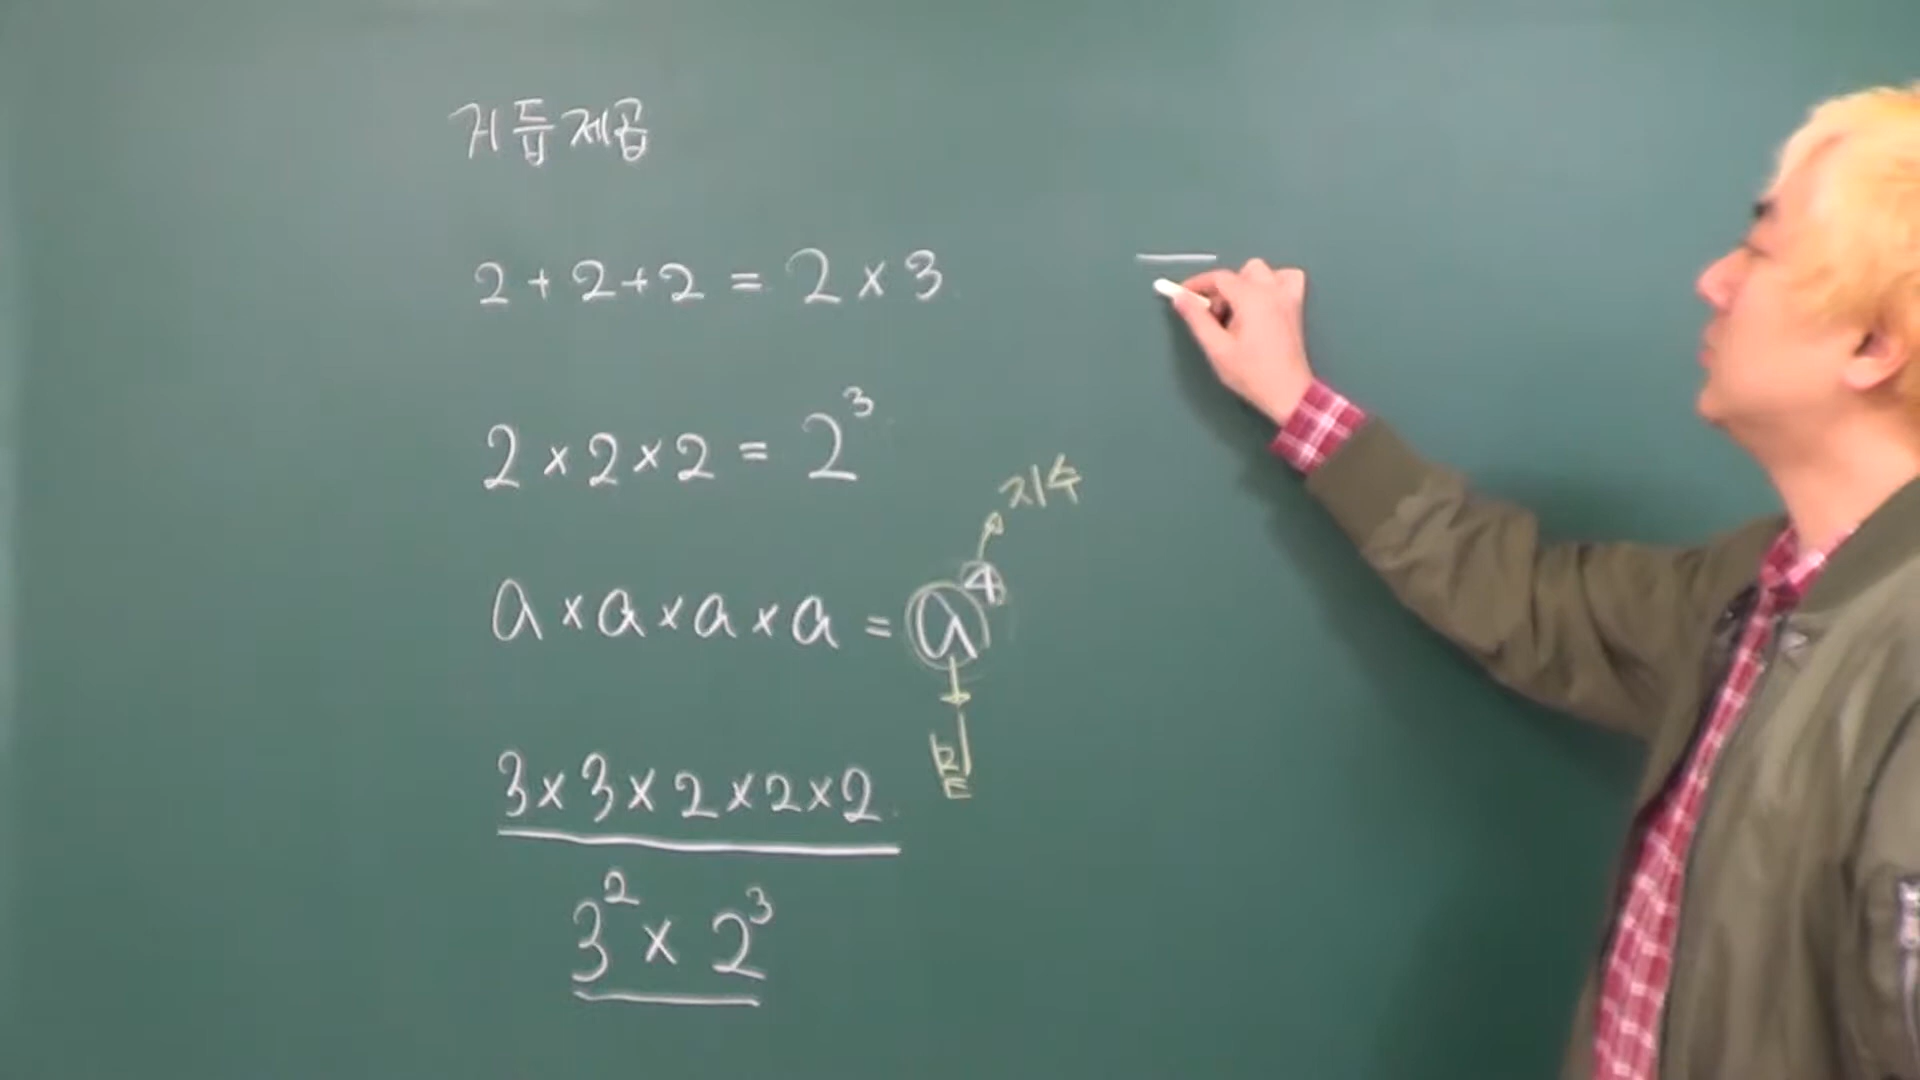 거듭제곱
2 + 2 + 2 = 2 × 3
2 × 2 × 2 = 2³
지수
a × a × a × a = a⁴
밑
3 × 3 × 2 × 2 × 2
3² × 2³